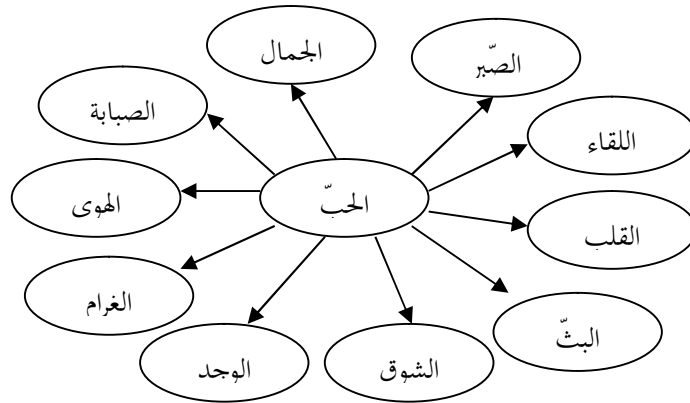 الجمال
الصّبر
الصبابة
اللقاء
الهوى
الحبّ
القلب
الغرام
البثّ
الوجد
الشوق